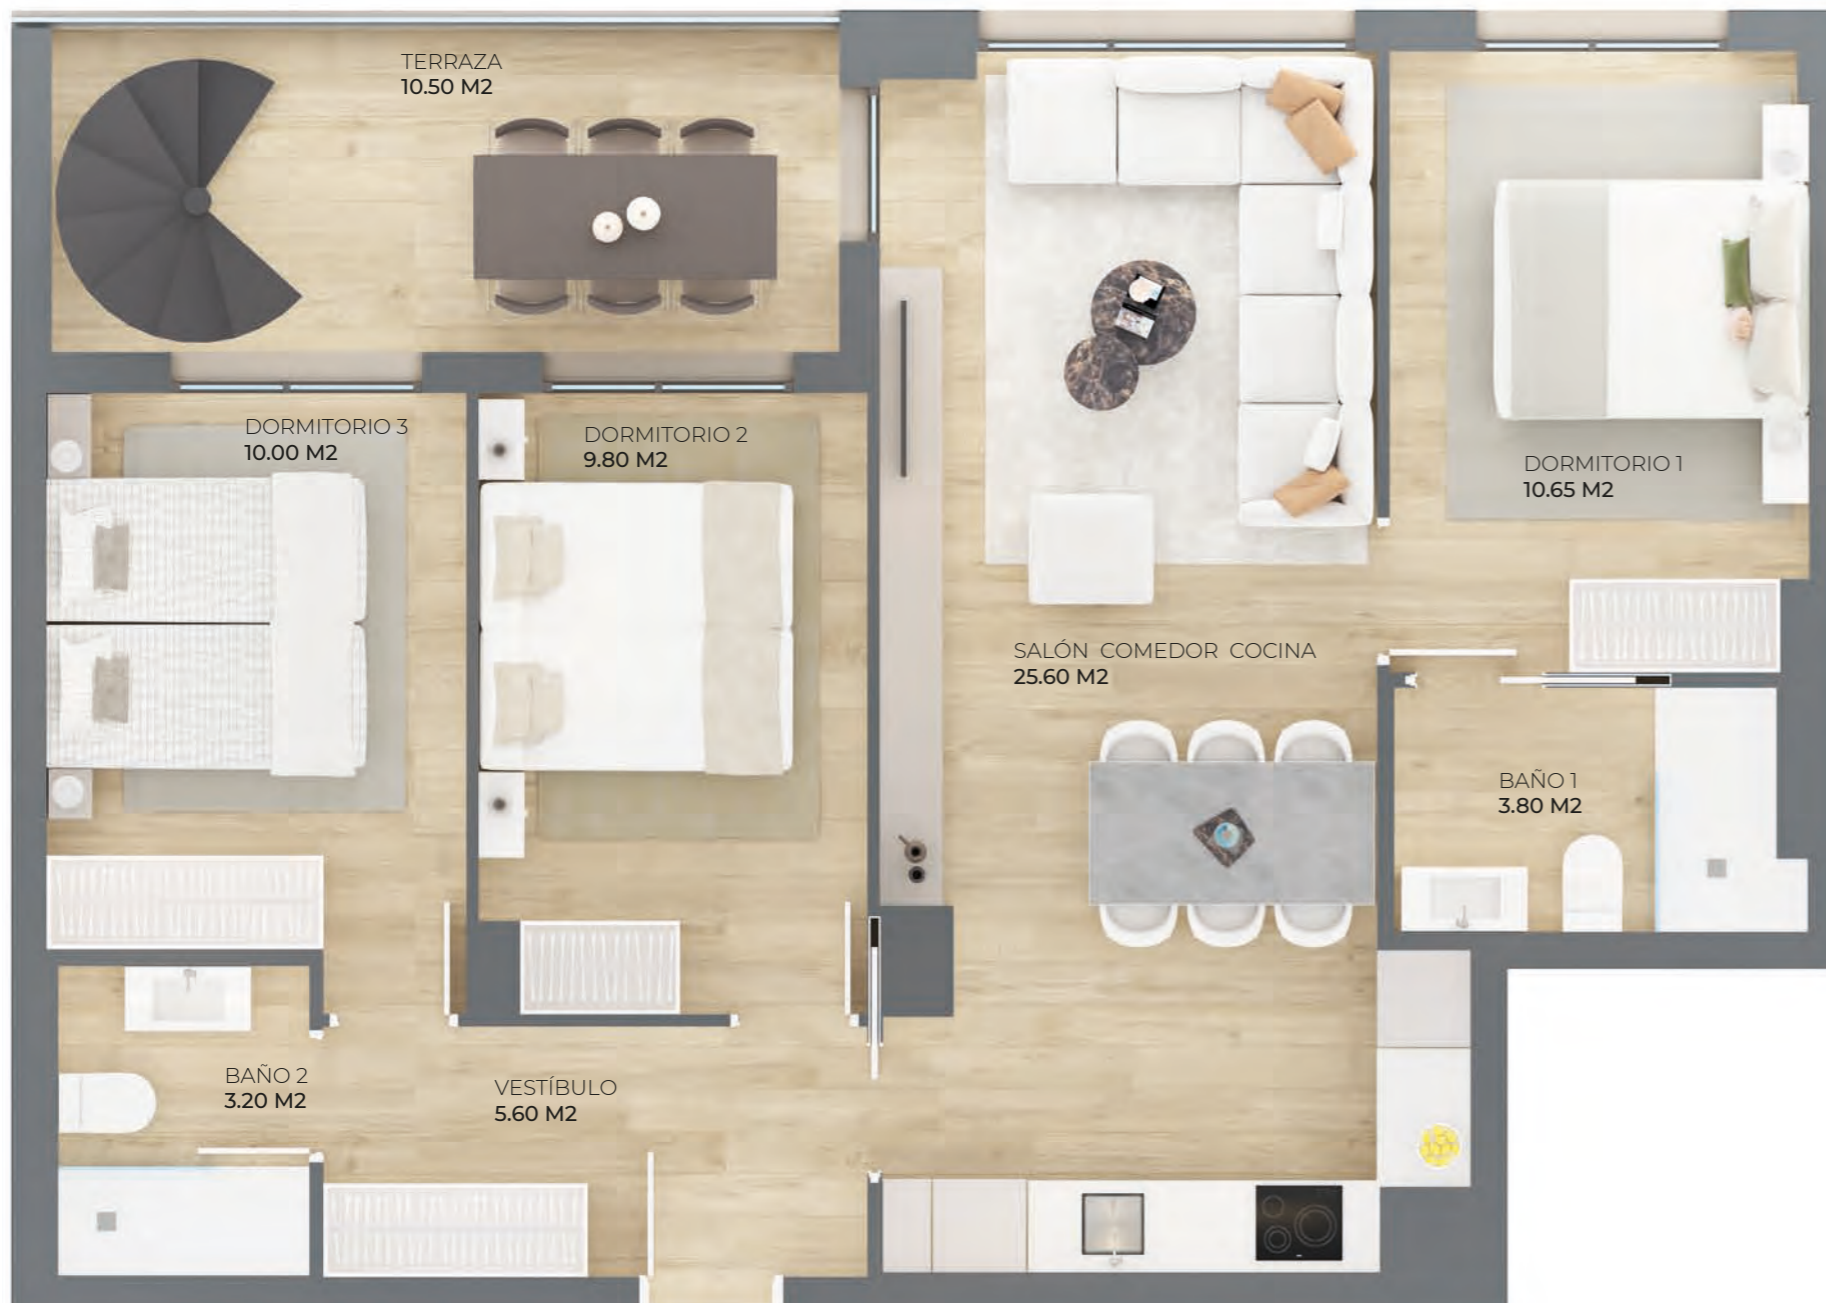 TERRAZA
10.50 M2
DORMITORIO 3
10.00 M2
DORMITORIO 2
9.80 M2
DORMITORIO 1
10.65 M2
SALÓN COMEDOR COCINA
25.60 M2
BAÑO 1
3.80 M2
BAÑO 2
3.20 M2
VESTÍBULO
5.60 M2